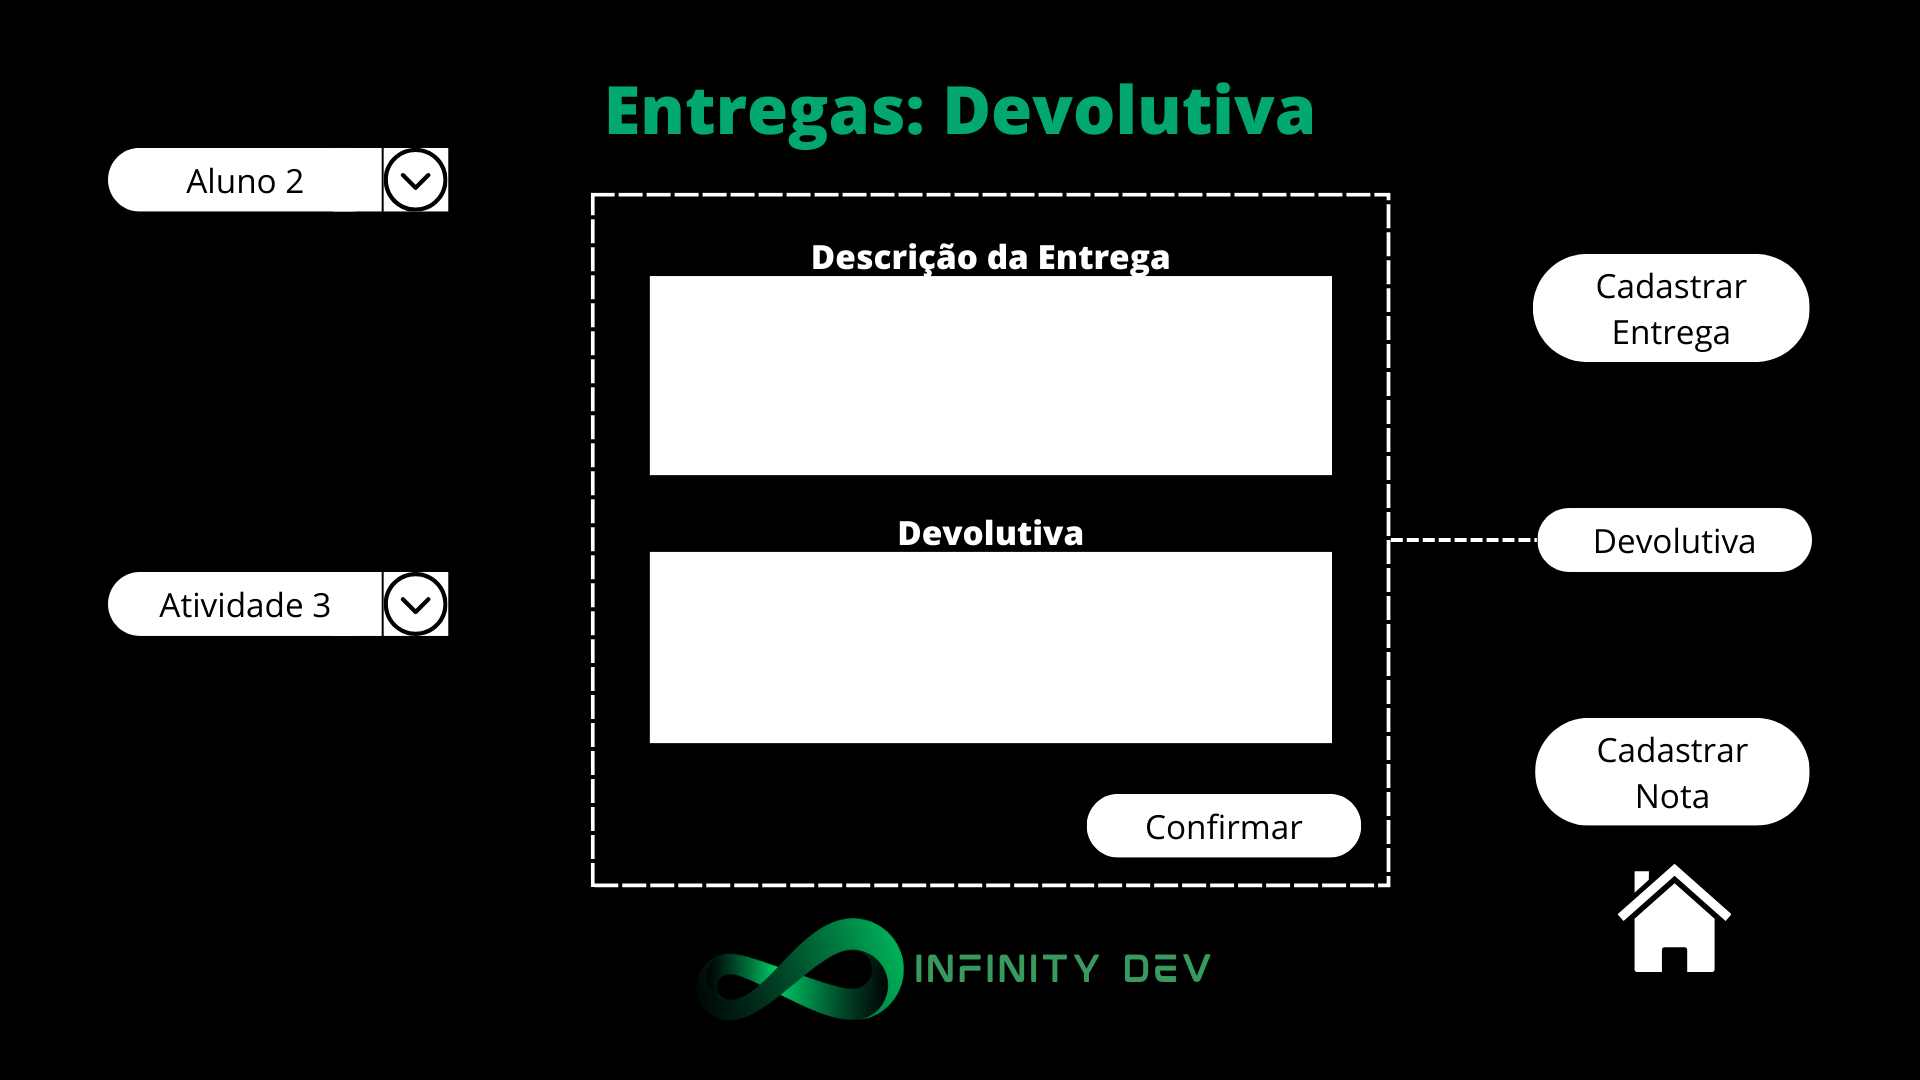 Entregas: Devolutiva
Aluno 2
Atividade 3
Descrição da Entrega
Devolutiva
Confirmar
Cadastrar
Entrega
Devolutiva
Cadastrar
Nota
INFINITY DEV